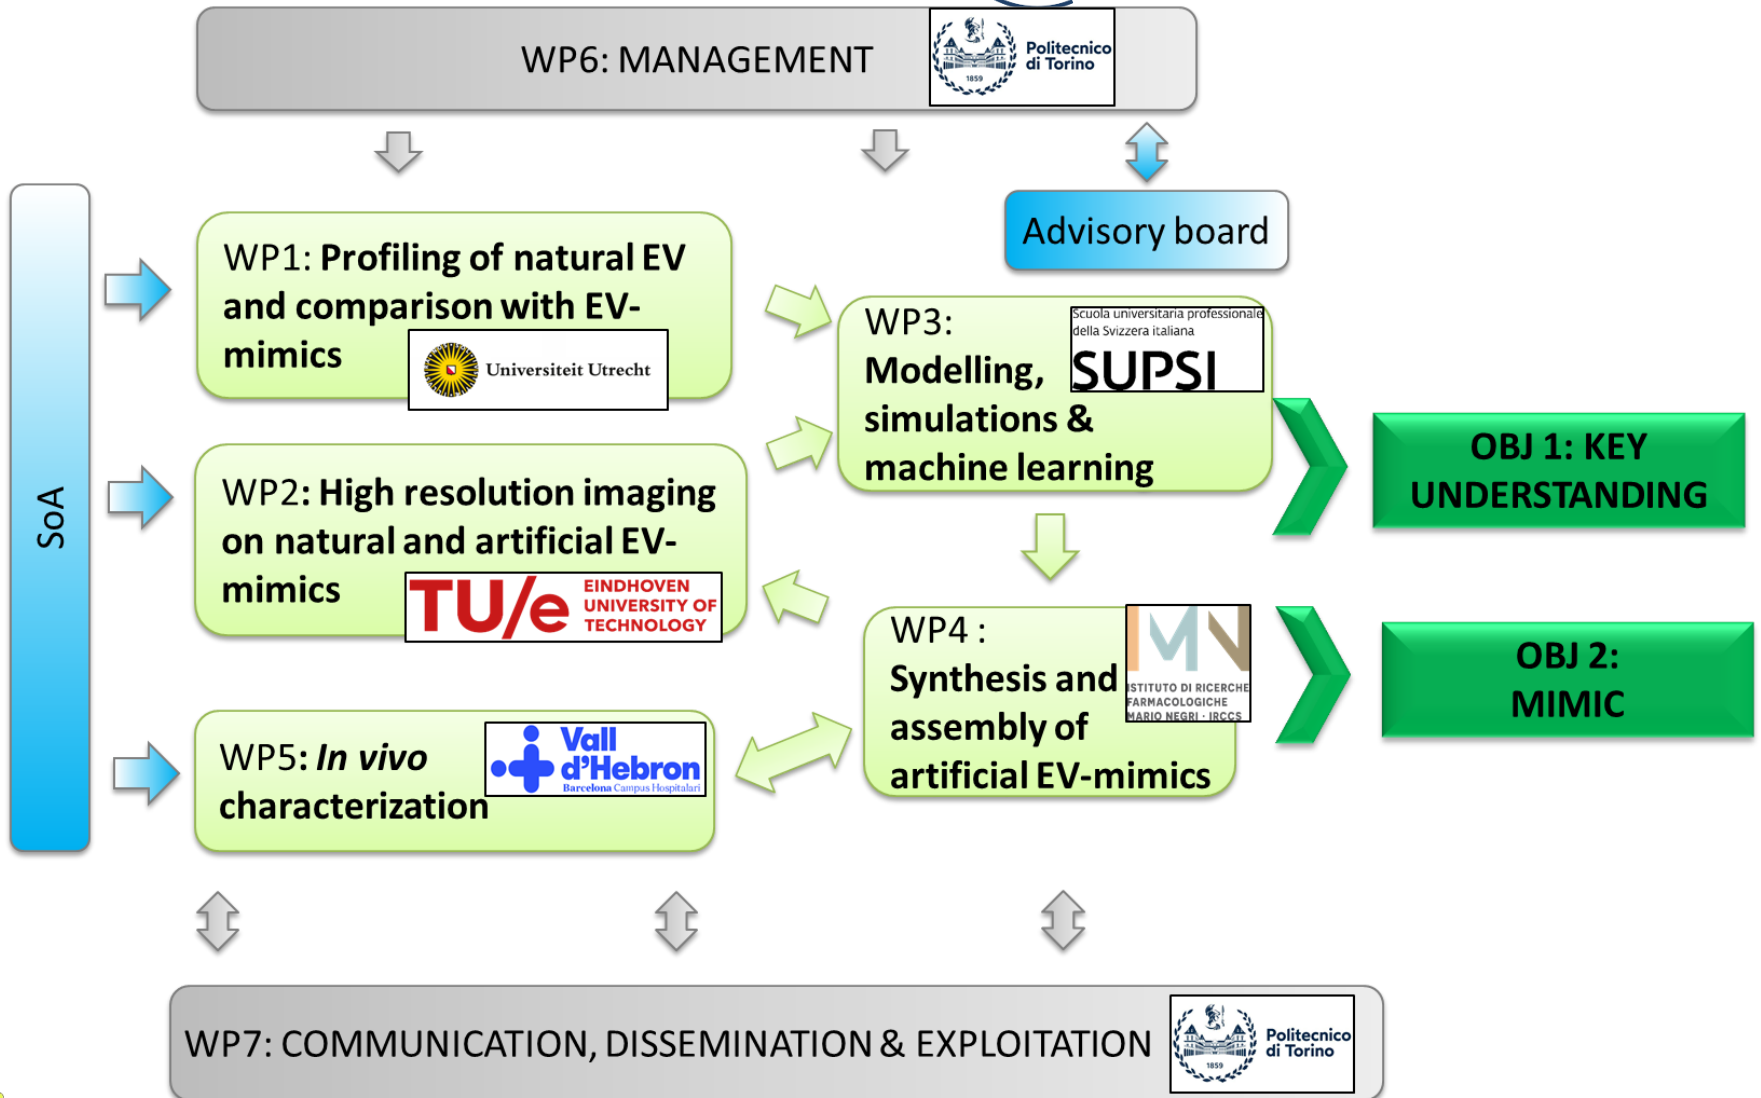 WP6: MANAGEMENT
Politecnico
di Torino
1859
Advisory board
SoA
WP1: Profiling of natural EV
and comparison with EV-
mimics
Universiteit Utrecht
WP3:
Modelling,
simulations &
machine learning
Scuola universitaria professionale
della Svizzera italiana
SUPSI
OBJ 1: KEY
UNDERSTANDING
WP2: High resolution imaging
on natural and artificial EV-
mimics
TU/e
EINDHOVEN
UNIVERSITY OF
TECHNOLOGY
WP4 :
Synthesis and
assembly of
artificial EV-mimics
IMN
ISTITUTO DI RICERCHE
FARMACOLOGICHE
MARIO NEGRI · IRCCS
OBJ 2:
MIMIC
WP5: In vivo
characterization
Vall
d'Hebron
Barcelona Campus Hospitalari
WP7: COMMUNICATION, DISSEMINATION & EXPLOITATION
Politecnico
di Torino
1859